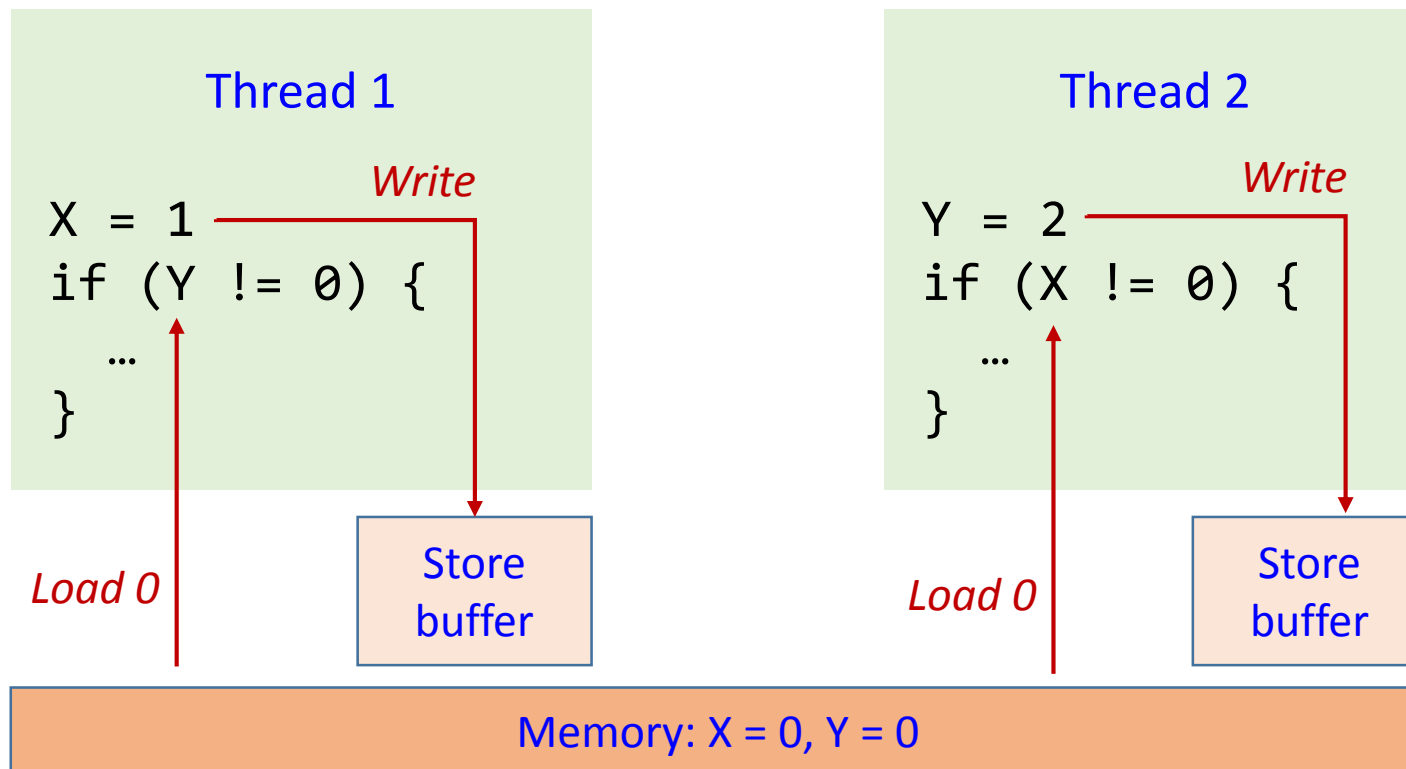 Thread 1
Write
X = 1
if (Y != 0) {
…
}
Load 0
Store
buffer
Thread 2
Write
Y = 2
if (X != 0) {
…
}
Load 0
Store
buffer
Memory: X = 0, Y = 0